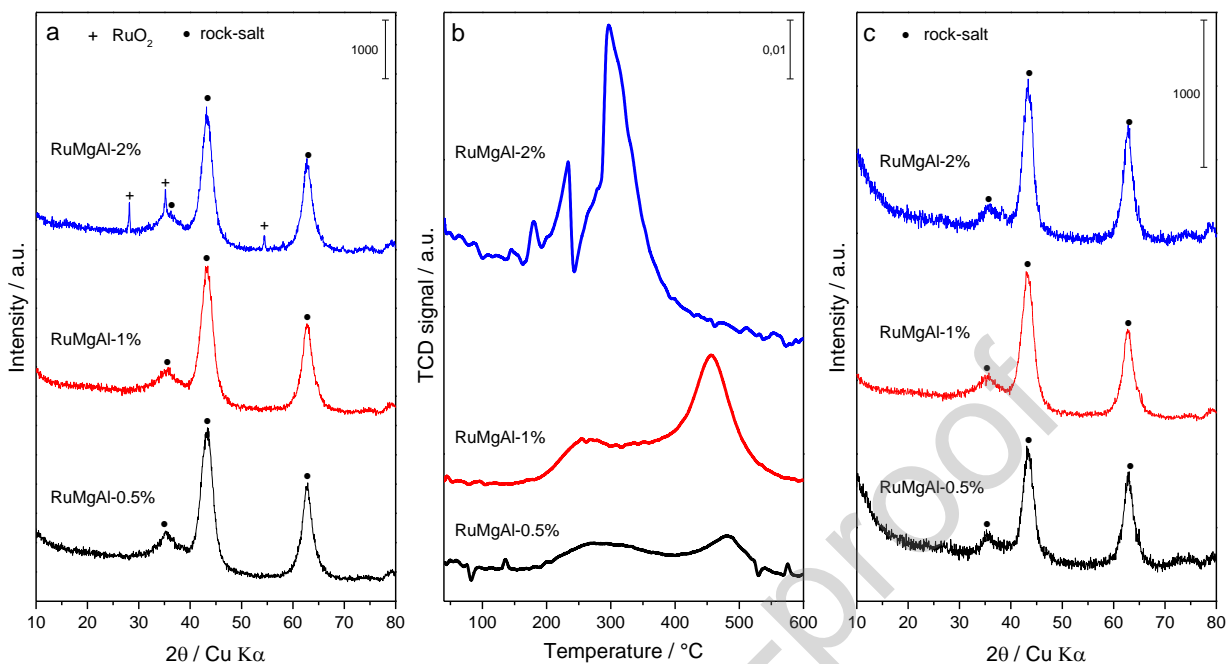 a
+ RuO2
• rock-salt
1000
RuMgAl-2%
RuMgAl-1%
RuMgAl-0.5%
Intensity / a.u.
10 20 30 40 50 60 70 80
2θ / Cu Kα
b
0,01
RuMgAl-2%
RuMgAl-1%
RuMgAl-0.5%
TCD signal / a.u.
100 200 300 400 500 600
Temperature / °C
c
• rock-salt
1000
RuMgAl-2%
RuMgAl-1%
RuMgAl-0.5%
Intensity / a.u.
10 20 30 40 50 60 70 80
2θ / Cu Kα
-proof